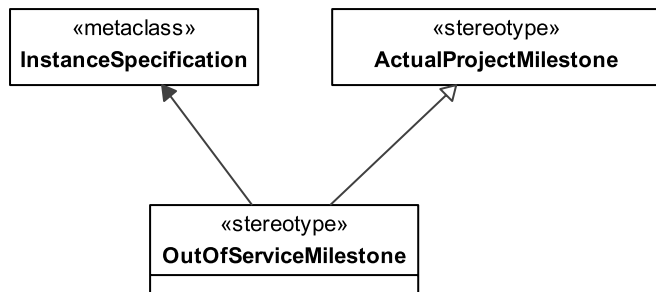 «metaclass»
InstanceSpecification
«stereotype»
ActualProjectMilestone
«stereotype»
OutOfServiceMilestone